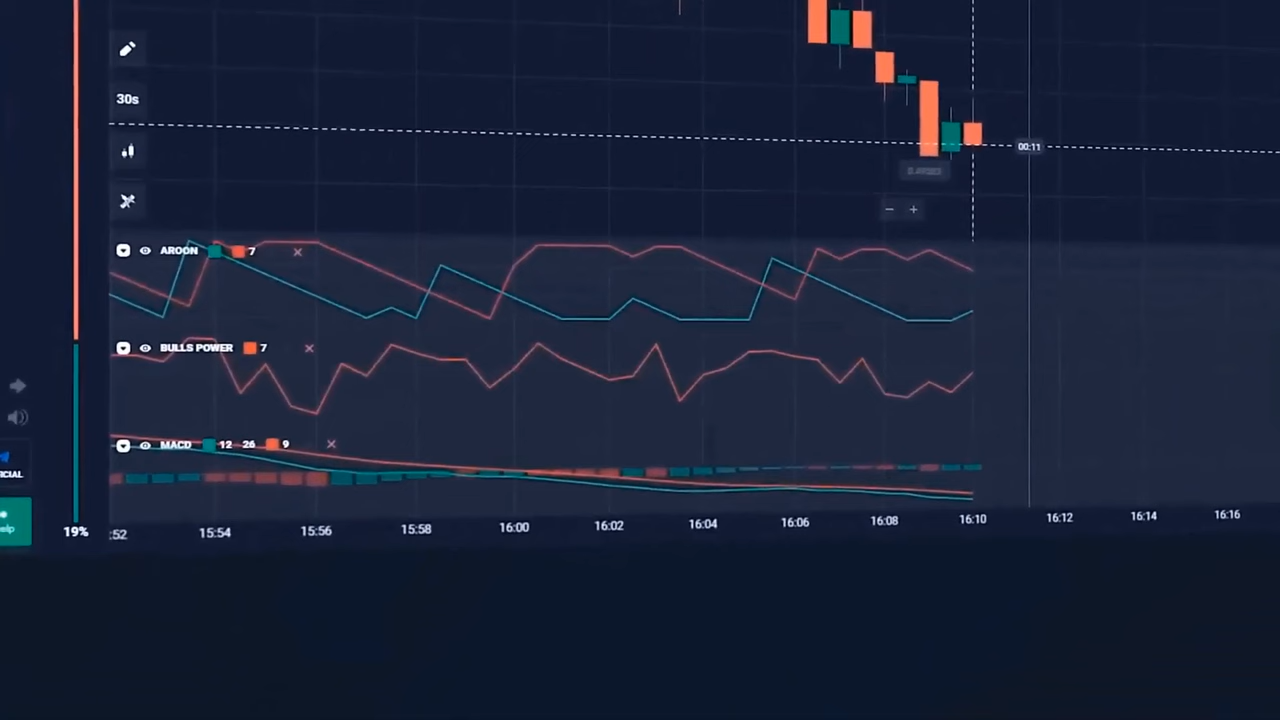 30s
00:11
− +
AROON 7
BULLS POWER 7
MACD 12 26 9
19%
:52 15:54 15:56 15:58 16:00 16:02 16:04 16:06 16:08 16:10 16:12 16:14 16:16